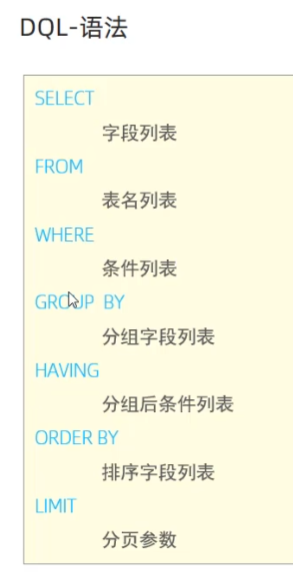 DQL-语法
SELECT
字段列表
FROM
表名列表
WHERE
条件列表
GROUP BY
分组字段列表
HAVING
分组后条件列表
ORDER BY
排序字段列表
LIMIT
分页参数